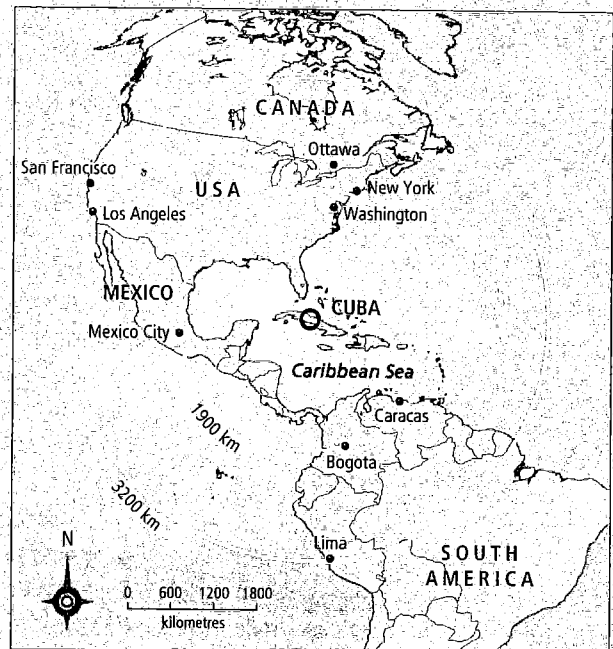 CANADA
Ottawa
San Francisco
USA
New York
Los Angeles
Washington
MEXICO
CUBA
Mexico City
Caribbean Sea
Caracas
1900 km
Bogota
3200 km
Lima
N
SOUTH
AMERICA
0 600 1200 1800
kilometres